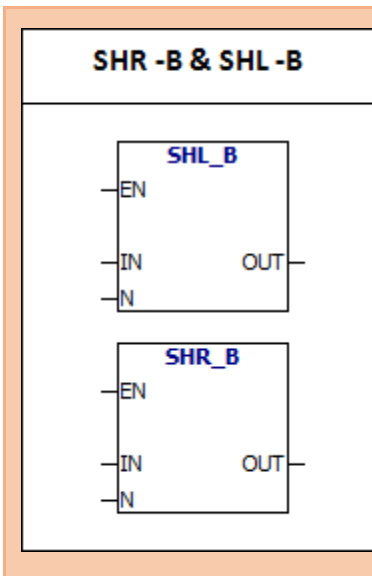 SHR -B & SHL -B
SHL_B
EN
IN OUT
N
SHR_B
EN
IN OUT
N